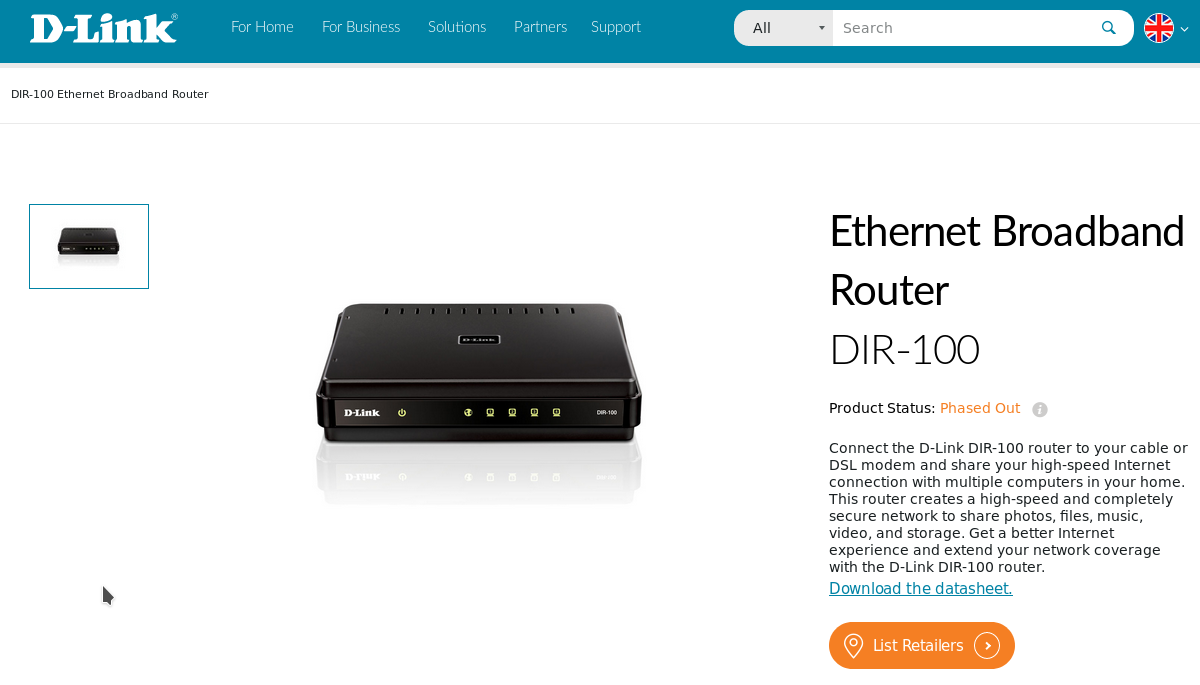 D-Link®
For Home
For Business
Solutions
Partners
Support
All
Search
DIR-100 Ethernet Broadband Router
Ethernet Broadband
Router
DIR-100
Product Status: Phased Out
Connect the D-Link DIR-100 router to your cable or
DSL modem and share your high-speed Internet
connection with multiple computers in your home.
This router creates a high-speed and completely
secure network to share photos, files, music,
video, and storage. Get a better Internet
experience and extend your network coverage
with the D-Link DIR-100 router.
Download the datasheet.
List Retailers
D-Link
D-Link
DIR-100